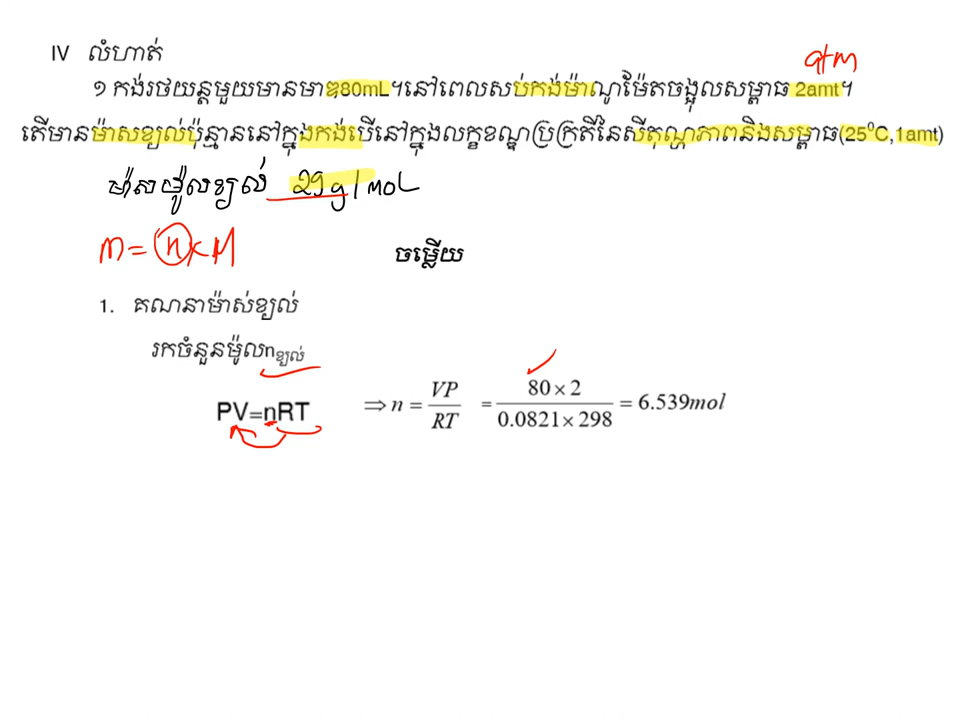 atm
IV លំហាត់
១ កង់រថយន្តមួយមានមាឌ80mL។នៅពេលសប់កង់ម៉ាណូម៉ែតចង្អុលសម្ពាធ 2amt។
តើមានម៉ាសខ្យល់ប៉ុន្មាននៅក្នុងកង់បើនៅក្នុងលក្ខខណ្ឌប្រក្រតីនៃសីតុណ្ហភាពនិងសម្ពាធ(25⁰C,1amt)
ម៉ាសម៉ូលខ្យល់ 29 g/mol
m = n × M
ចម្លើយ
1. គណនាម៉ាស់ខ្យល់
រកចំនួនម៉ូលnខ្យល់
PV=nRT ⇒ n = VP/RT = 80 × 2/0.0821 × 298 = 6.539mol